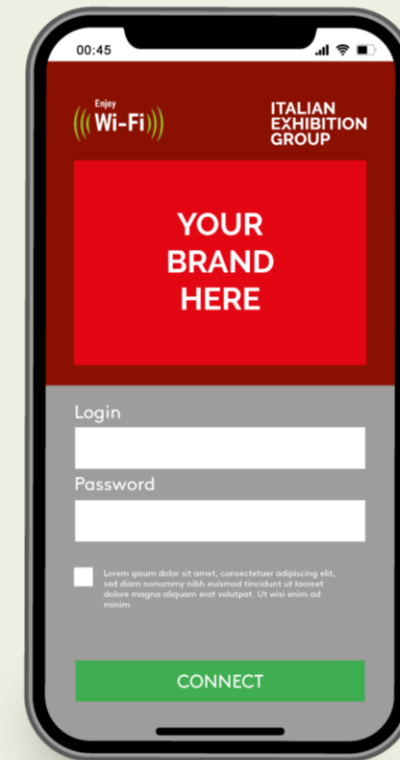 00:45
Enjoy
Wi-Fi
ITALIAN
EXHIBITION
GROUP
YOUR
BRAND
HERE
Login
Password
Lorem ipsum dolor sit amet, consectetuer adipiscing elit,
sed diam nonummy nibh euismod tincidunt ut laoreet
dolore magna aliquam erat volutpat. Ut wisi enim ad
minim
CONNECT